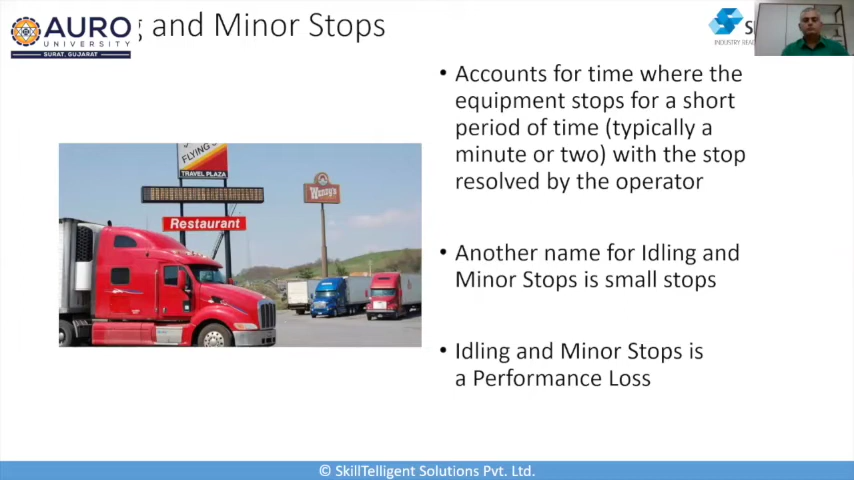 AURO
UNIVERSITY
SURAT, GUJARAT
and Minor Stops
INDUSTRY
FLYING
TRAVEL PLAZA
Restaurant
Wendy's
• Accounts for time where the
equipment stops for a short
period of time (typically a
minute or two) with the stop
resolved by the operator
• Another name for Idling and
Minor Stops is small stops
• Idling and Minor Stops is
a Performance Loss
© SkillTelligent Solutions Pvt. Ltd.